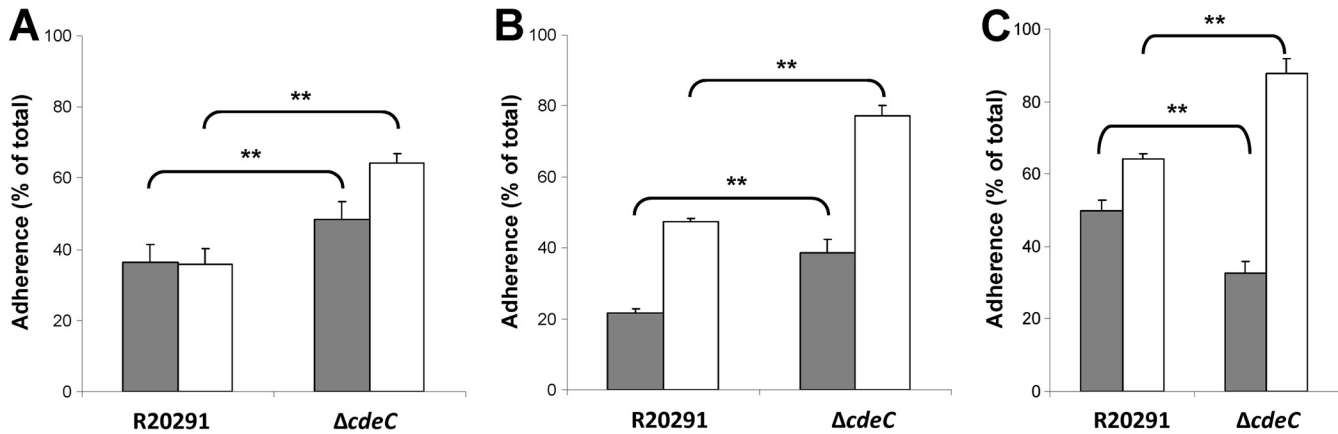 A
Adherence (% of total)
100
80
60
40
20
0
**
**
R20291
ΔcdeC
B
Adherence (% of total)
100
80
60
40
20
0
**
**
R20291
ΔcdeC
C
Adherence (% of total)
100
80
60
40
20
0
**
**
R20291
ΔcdeC